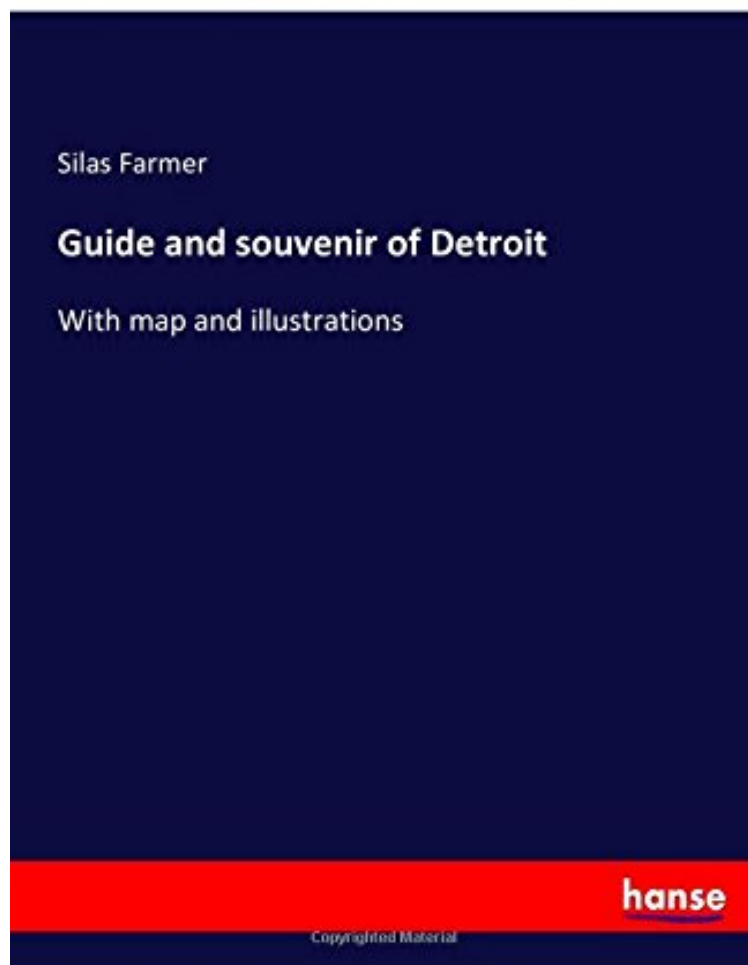 Silas Farmer
Guide and souvenir of Detroit
With map and illustrations
hanse
Copyrighted Material